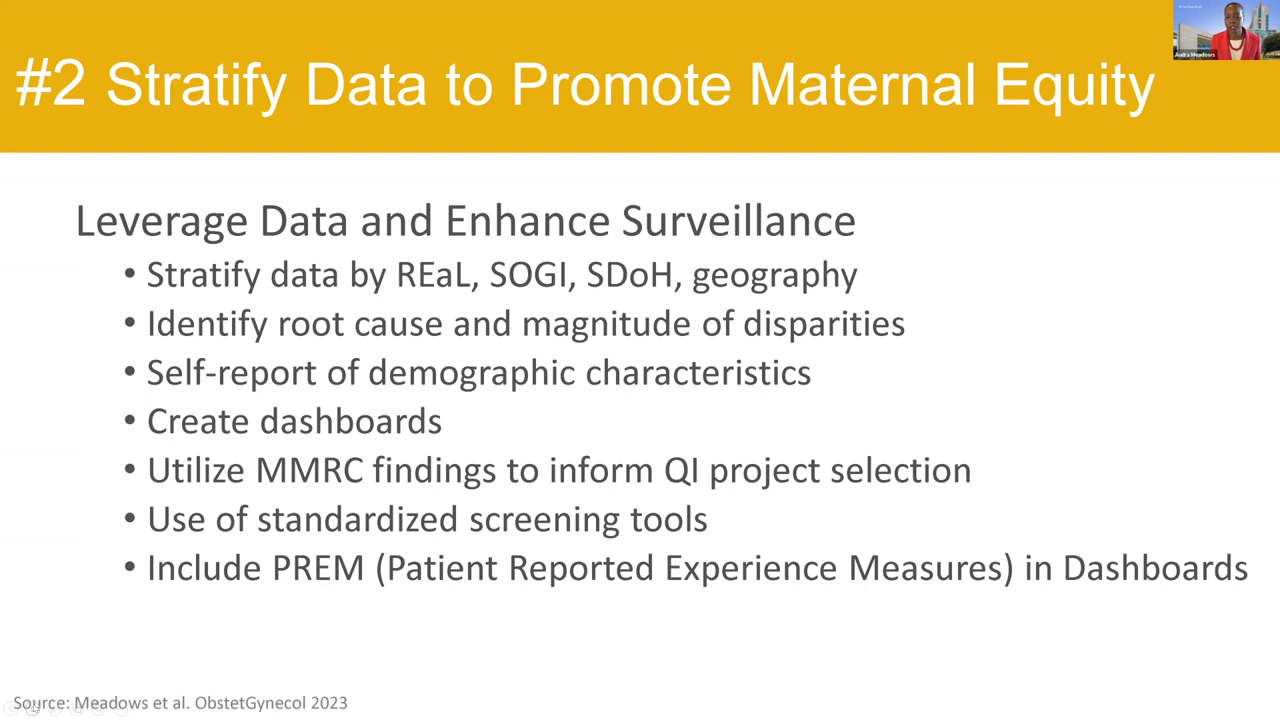 #2 Stratify Data to Promote Maternal Equity
Audra Meadows
Leverage Data and Enhance Surveillance
• Stratify data by REaL, SOGI, SDoH, geography
• Identify root cause and magnitude of disparities
• Self-report of demographic characteristics
• Create dashboards
• Utilize MMRC findings to inform QI project selection
• Use of standardized screening tools
• Include PREM (Patient Reported Experience Measures) in Dashboards
Source: Meadows et al. ObstetGynecol 2023